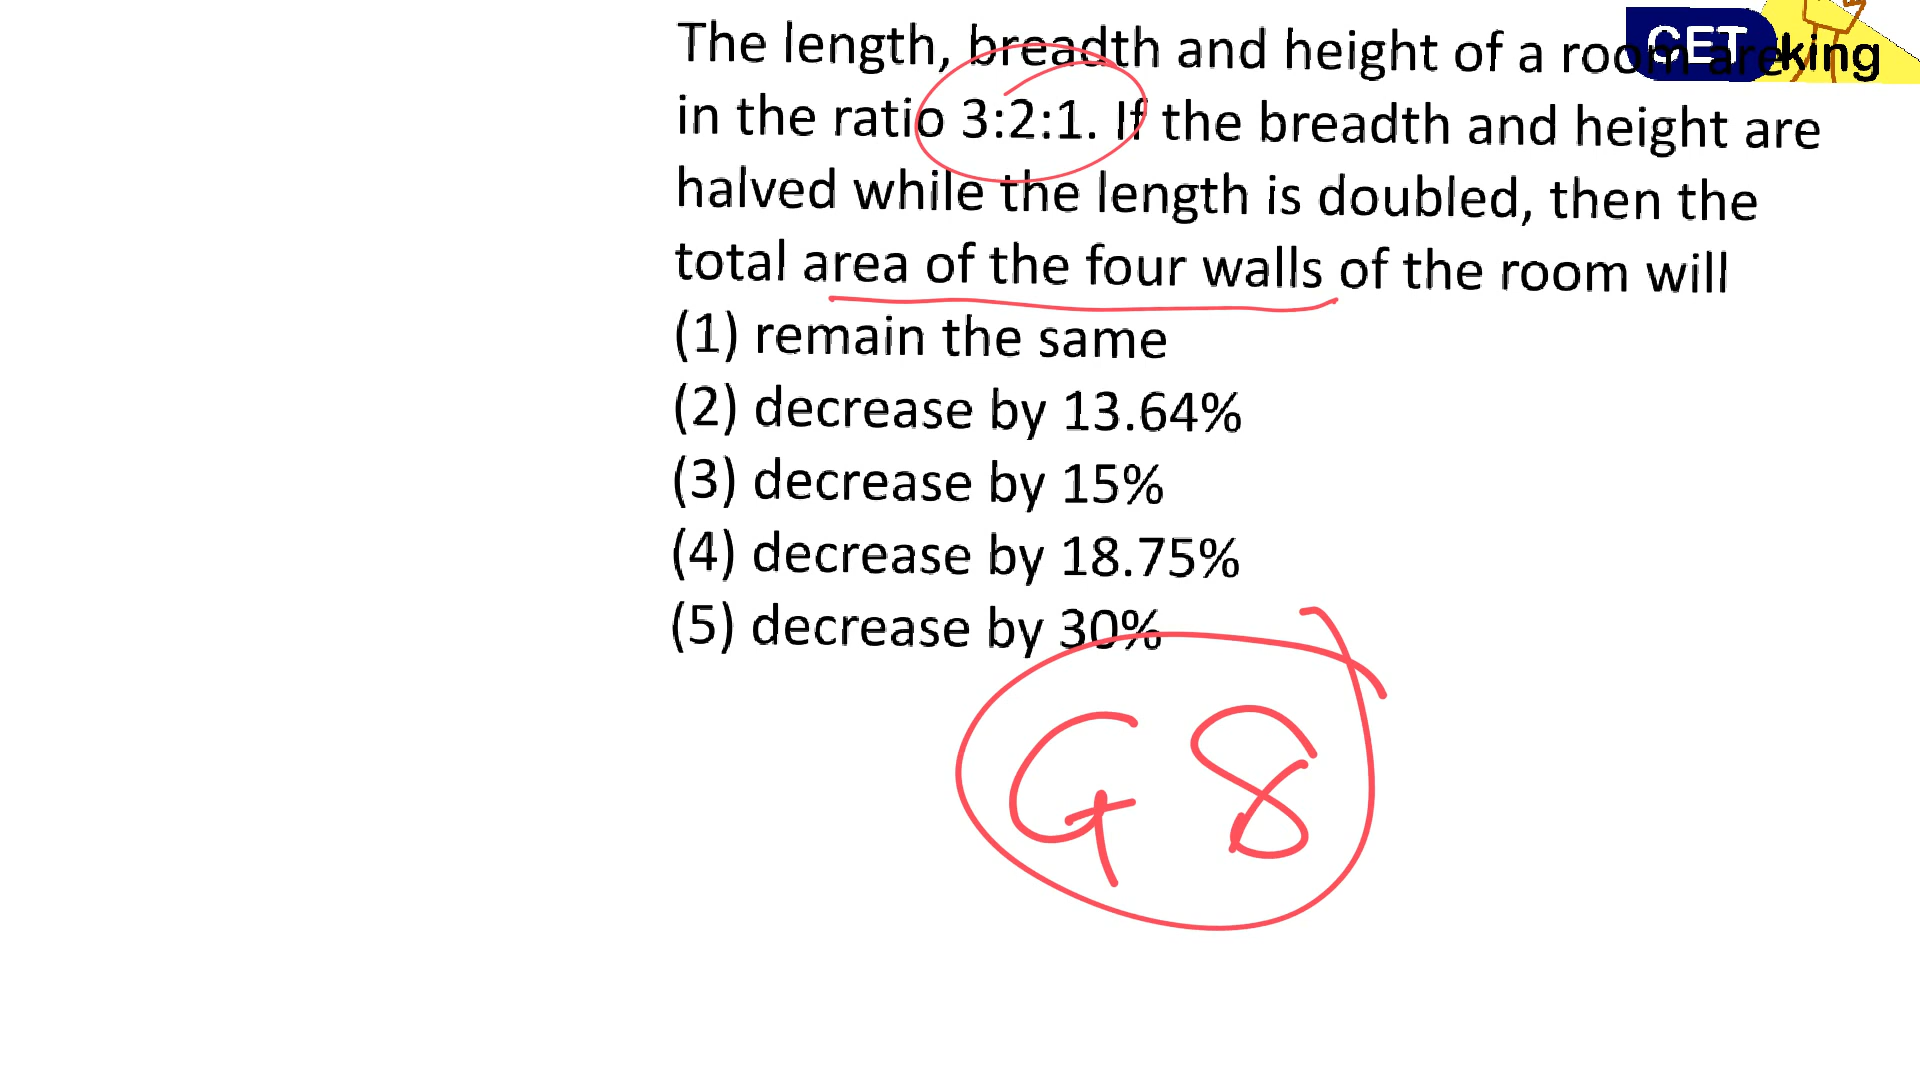 The length, breadth and height of a room are
CETking
in the ratio 3:2:1. If the breadth and height are
halved while the length is doubled, then the
total area of the four walls of the room will
(1) remain the same
(2) decrease by 13.64%
(3) decrease by 15%
(4) decrease by 18.75%
(5) decrease by 30%
G 8